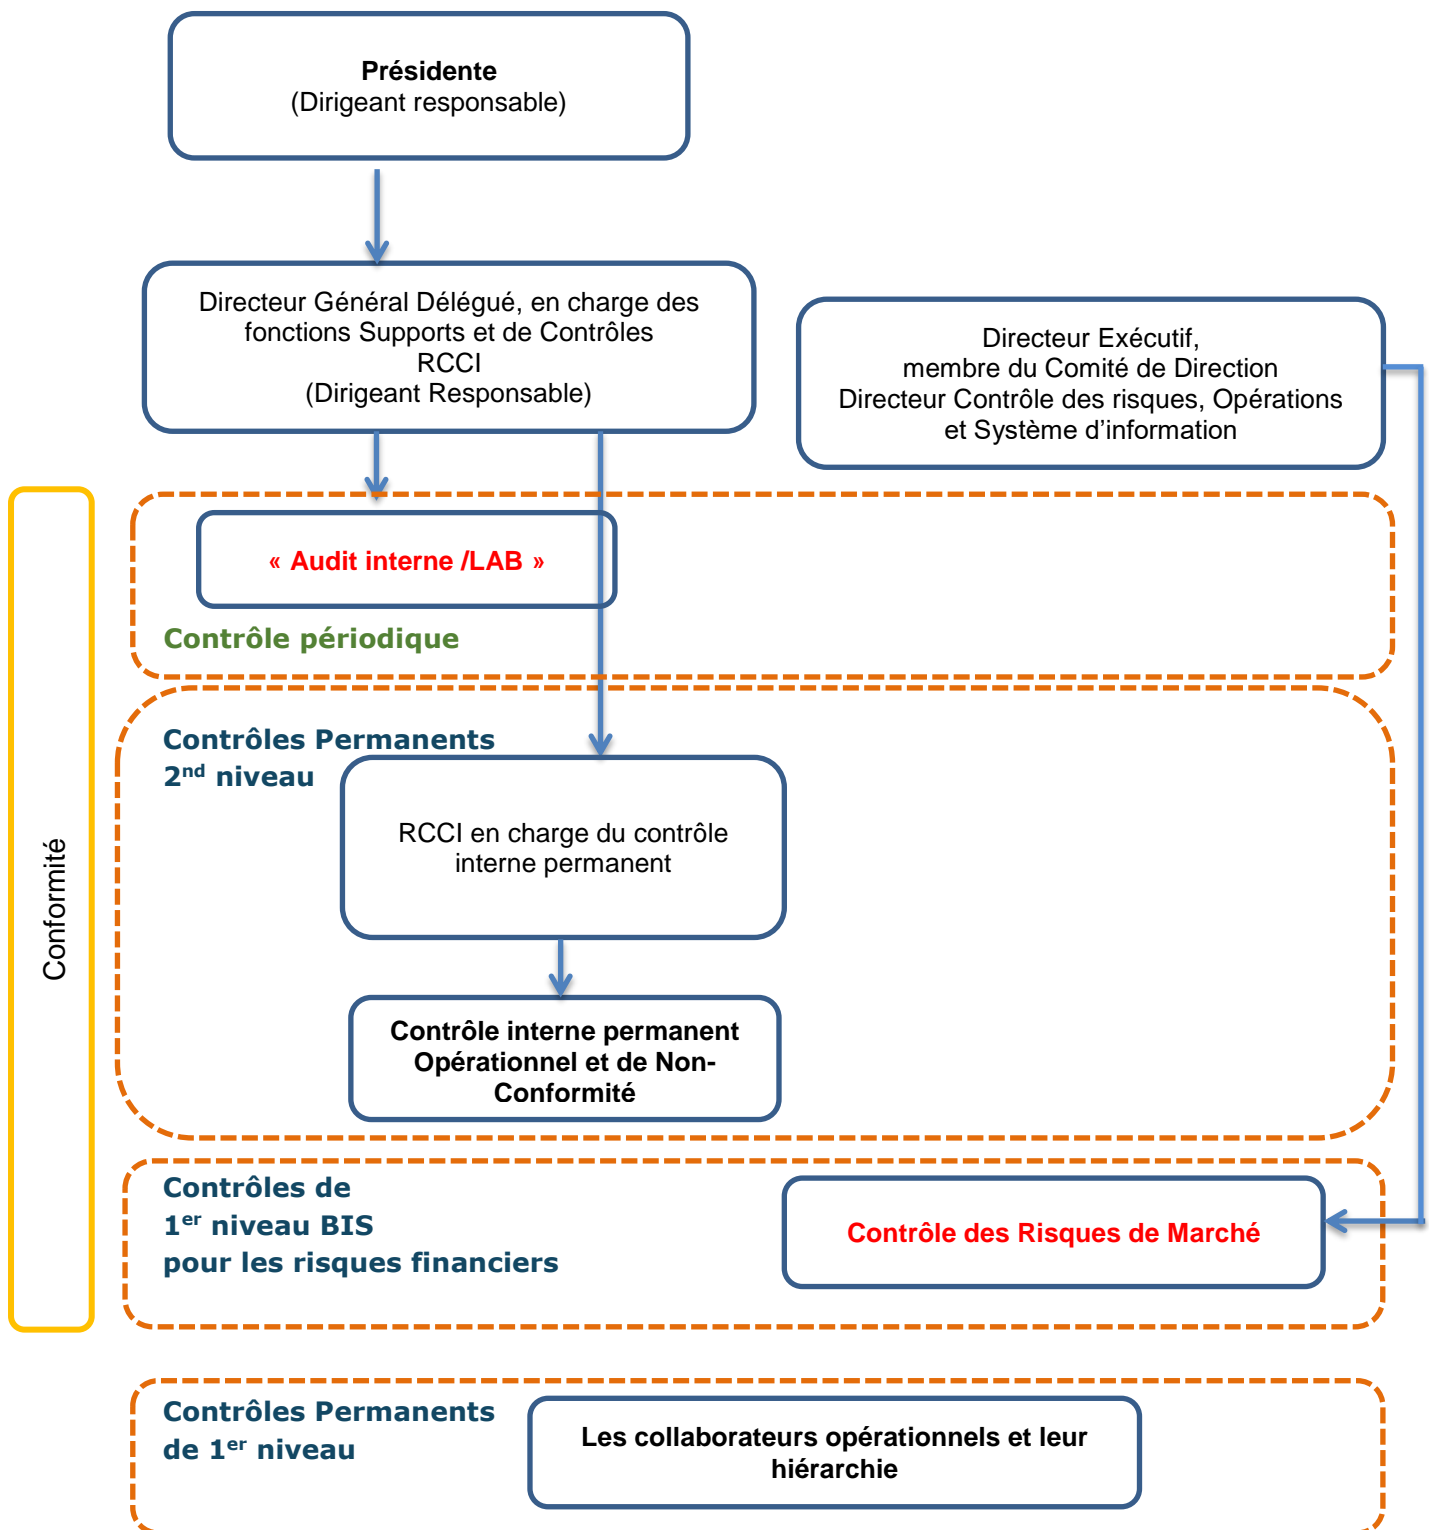 Présidente
(Dirigeant responsable)
Directeur Général Délégué, en charge des
fonctions Supports et de Contrôles
RCCI
(Dirigeant Responsable)
Directeur Exécutif,
membre du Comité de Direction
Directeur Contrôle des risques, Opérations
et Système d’information
Conformité
« Audit interne /LAB »
Contrôle périodique
Contrôles Permanents
2nd niveau
RCCI en charge du contrôle
interne permanent
Contrôle interne permanent
Opérationnel et de Non-
Conformité
Contrôles de
1er niveau BIS
pour les risques financiers
Contrôle des Risques de Marché
Contrôles Permanents
de 1er niveau
Les collaborateurs opérationnels et leur
hiérarchie